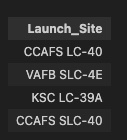 Launch_Site
CCAFS LC-40
VAFB SLC-4E
KSC LC-39A
CCAFS SLC-40